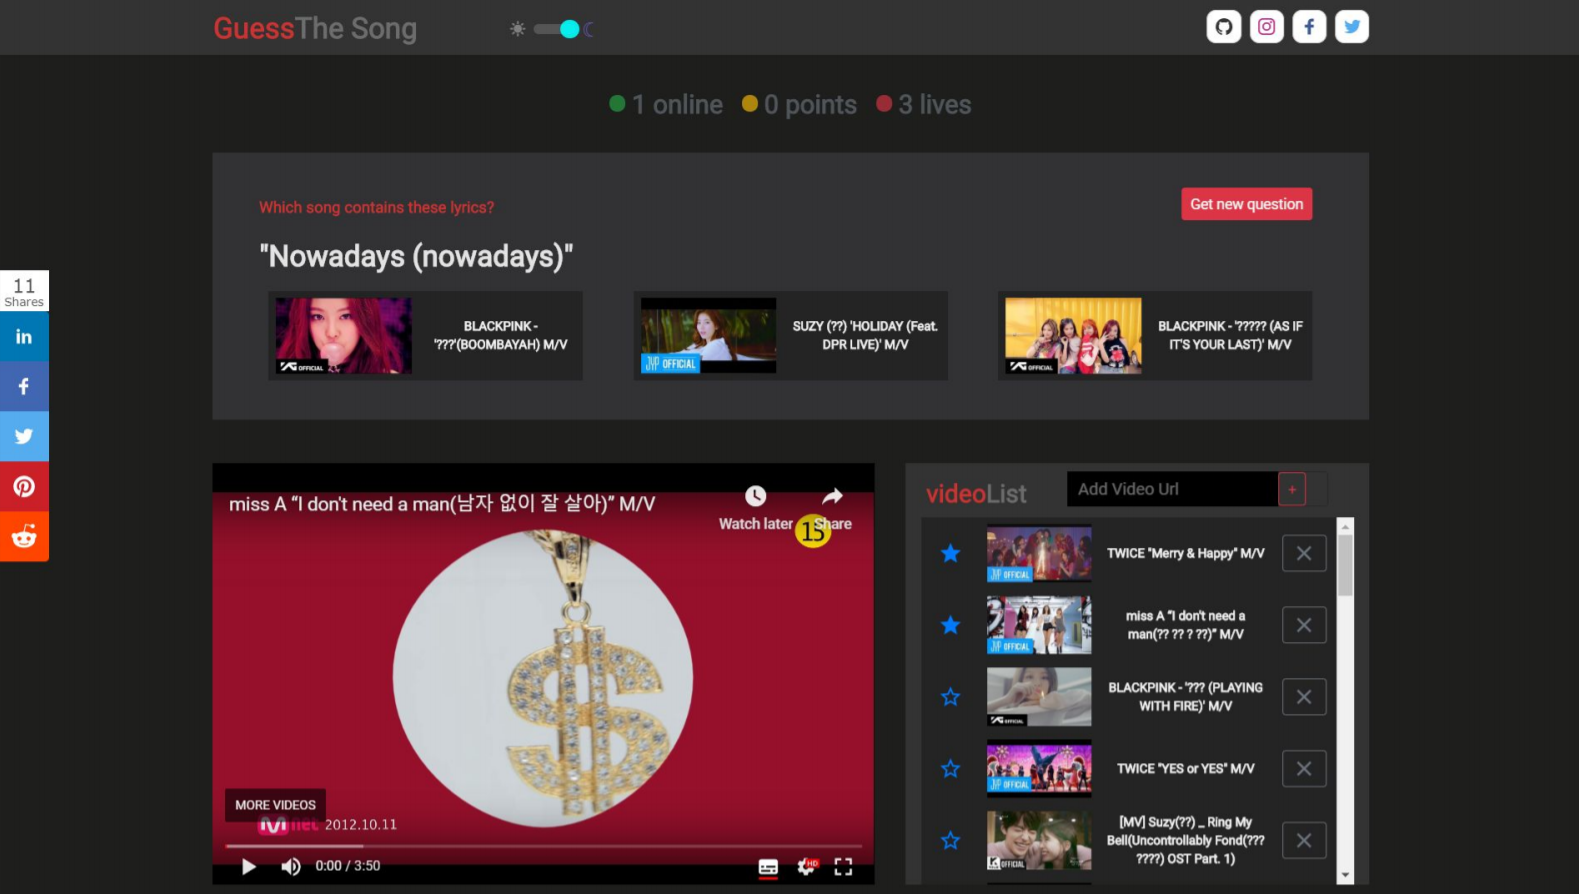 GuessThe Song
1 online 0 points 3 lives
Which song contains these lyrics?
Get new question
"Nowadays (nowadays)"
BLACKPINK -
'???'(BOOMBAYAH) M/V
YG OFFICIAL
SUZY (??) 'HOLIDAY (Feat.
DPR LIVE)' M/V
JYP OFFICIAL
BLACKPINK - '????? (AS IF
IT'S YOUR LAST)' M/V
YG OFFICIAL
11
Shares
miss A “I don't need a man(남자 없이 잘 살아)” M/V
Watch later
Share
15
MORE VIDEOS
Mnet 2012.10.11
0:00 / 3:50
HD
videoList
Add Video Url
+
TWICE "Merry & Happy" M/V
JYP OFFICIAL
miss A “I don't need a
man(?? ?? ? ??)” M/V
JYP OFFICIAL
BLACKPINK - '??? (PLAYING
WITH FIRE)' M/V
YG OFFICIAL
TWICE "YES or YES" M/V
JYP OFFICIAL
[MV] Suzy(??) _ Ring My
Bell(Uncontrollably Fond(???
????) OST Part. 1)
OFFICIAL